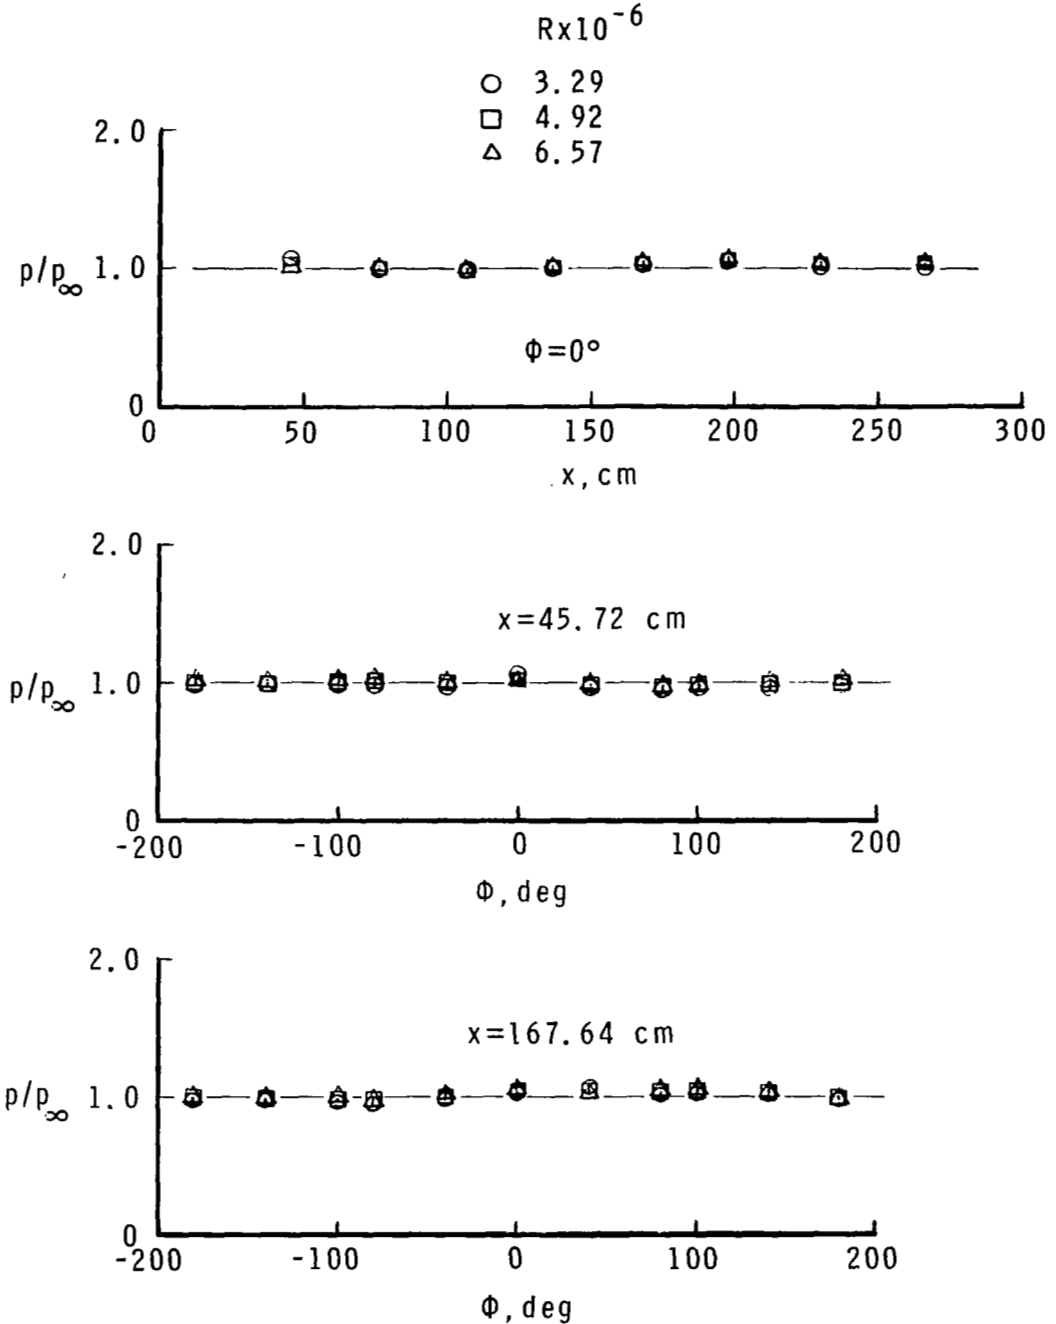 Rx10⁻⁶
○ 3.29
□ 4.92
△ 6.57
2.0
p/p∞ 1.0
Φ=0°
0
0 50 100 150 200 250 300
x, cm
2.0
x=45.72 cm
p/p∞ 1.0
0
-200 -100 0 100 200
Φ, deg
2.0
x=167.64 cm
p/p∞ 1.0
0
-200 -100 0 100 200
Φ, deg